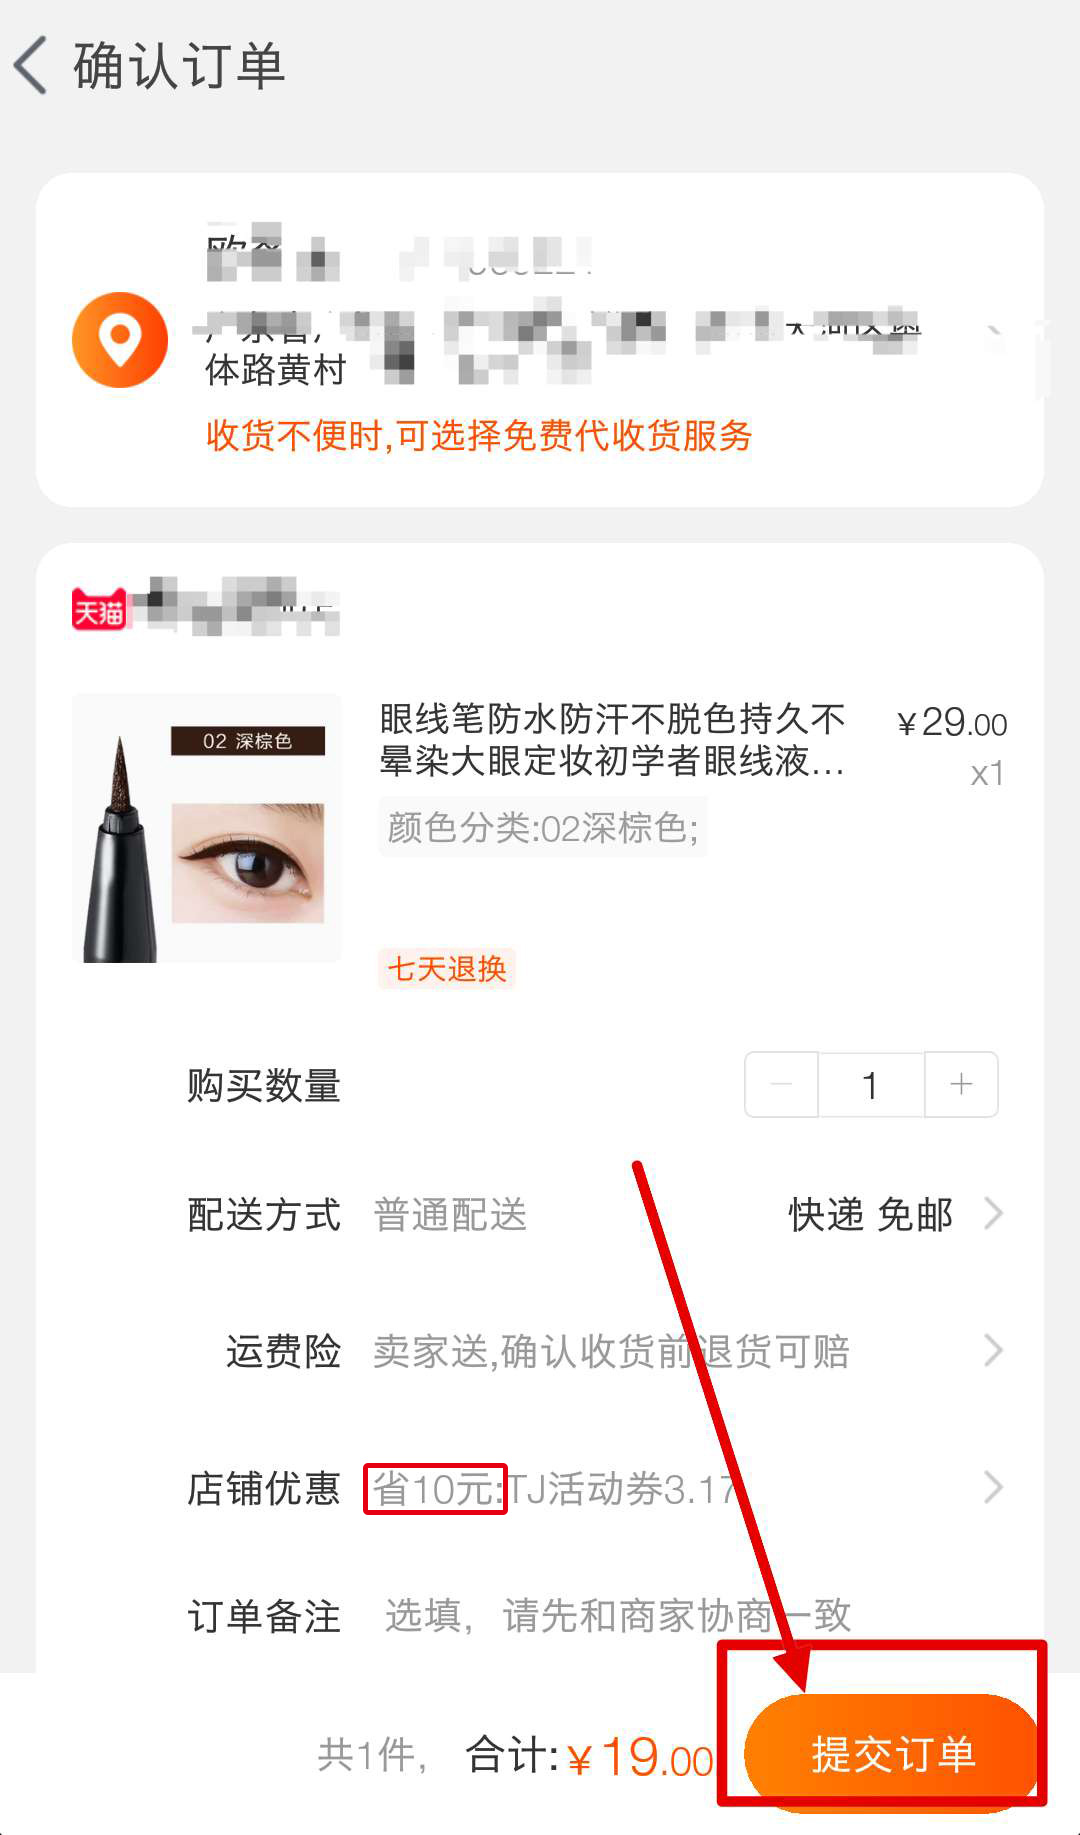 确认订单
体路黄村
收货不便时,可选择免费代收货服务
天猫
02 深棕色
眼线笔防水防汗不脱色持久不
晕染大眼定妆初学者眼线液...
¥29.00
x1
颜色分类:02深棕色;
七天退换
购买数量 1
配送方式 普通配送 快递 免邮
运费险 卖家送,确认收货前退货可赔
店铺优惠 省10元:TJ活动券3.17
订单备注 选填, 请先和商家协商一致
共1件, 合计:¥19.00
提交订单